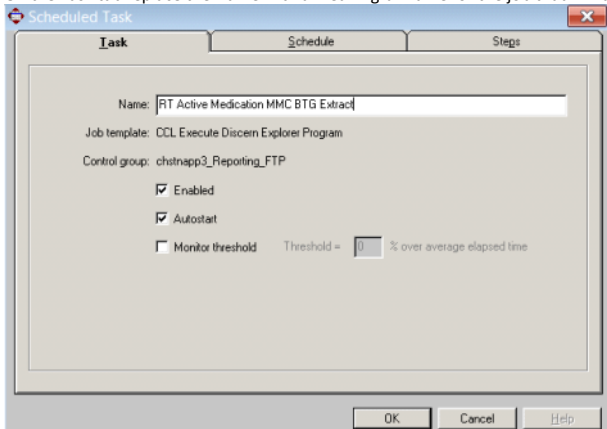 Scheduled Task
Task Schedule Steps
Name: RT Active Medication MMC BTG Extract
Job template: CCL Execute Discern Explorer Program
Control group: chstnapp3_Reporting_FTP
Enabled
Autostart
Monitor threshold Threshold = 0 % over average elapsed time
OK Cancel Help